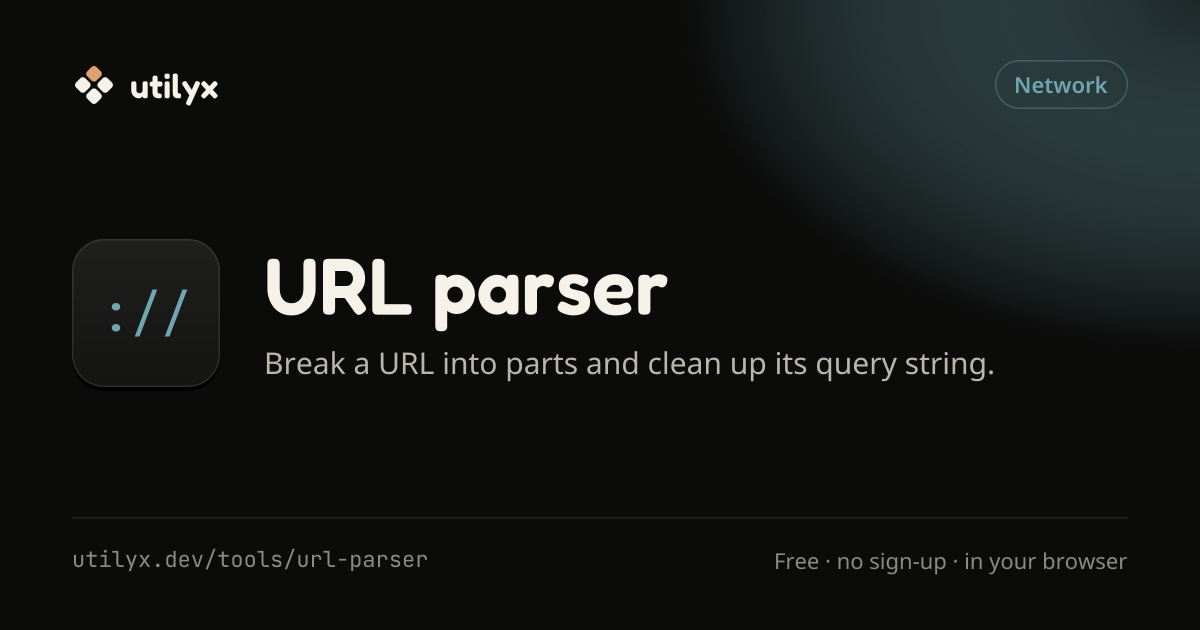 utilyx
Network
://
URL parser
Break a URL into parts and clean up its query string.
utilyx.dev/tools/url-parser
Free · no sign-up · in your browser